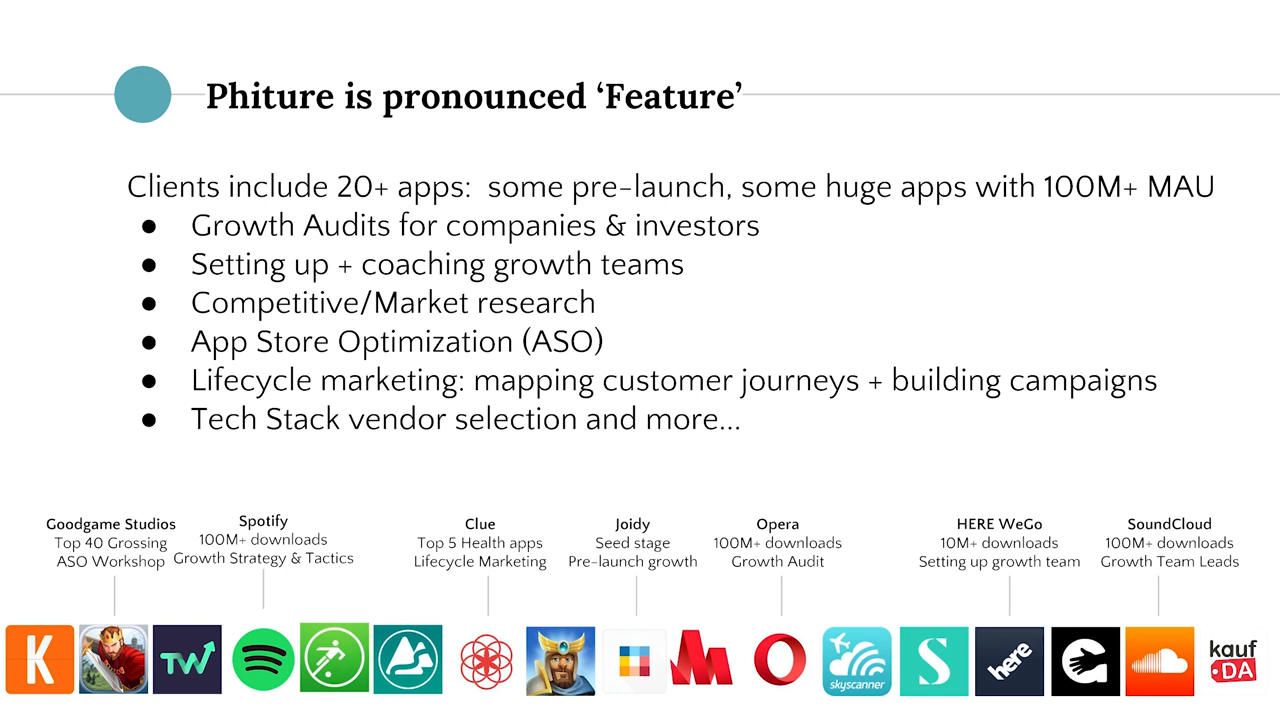 Phiture is pronounced ‘Feature’
Clients include 20+ apps:  some pre-launch, some huge apps with 100M+ MAU
● Growth Audits for companies & investors
● Setting up + coaching growth teams
● Competitive/Market research
● App Store Optimization (ASO)
● Lifecycle marketing: mapping customer journeys + building campaigns
● Tech Stack vendor selection and more...
Goodgame Studios
Top 40 Grossing
ASO Workshop
Spotify
100M+ downloads
Growth Strategy & Tactics
Clue
Top 5 Health apps
Lifecycle Marketing
Joidy
Seed stage
Pre-launch growth
Opera
100M+ downloads
Growth Audit
HERE WeGo
10M+ downloads
Setting up growth team
SoundCloud
100M+ downloads
Growth Team Leads
K
TW
skyscanner
S
here
kauf
DA